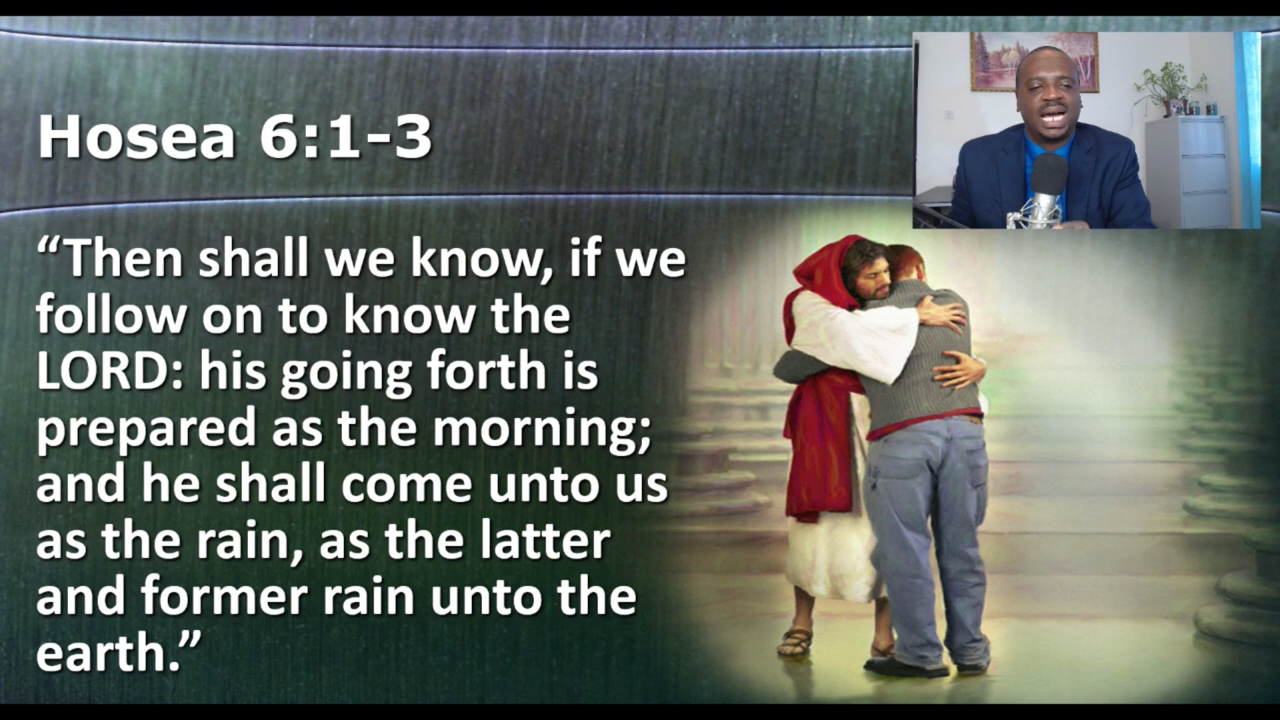 Hosea 6:1-3
“Then shall we know, if we
follow on to know the
LORD: his going forth is
prepared as the morning;
and he shall come unto us
as the rain, as the latter
and former rain unto the
earth.”